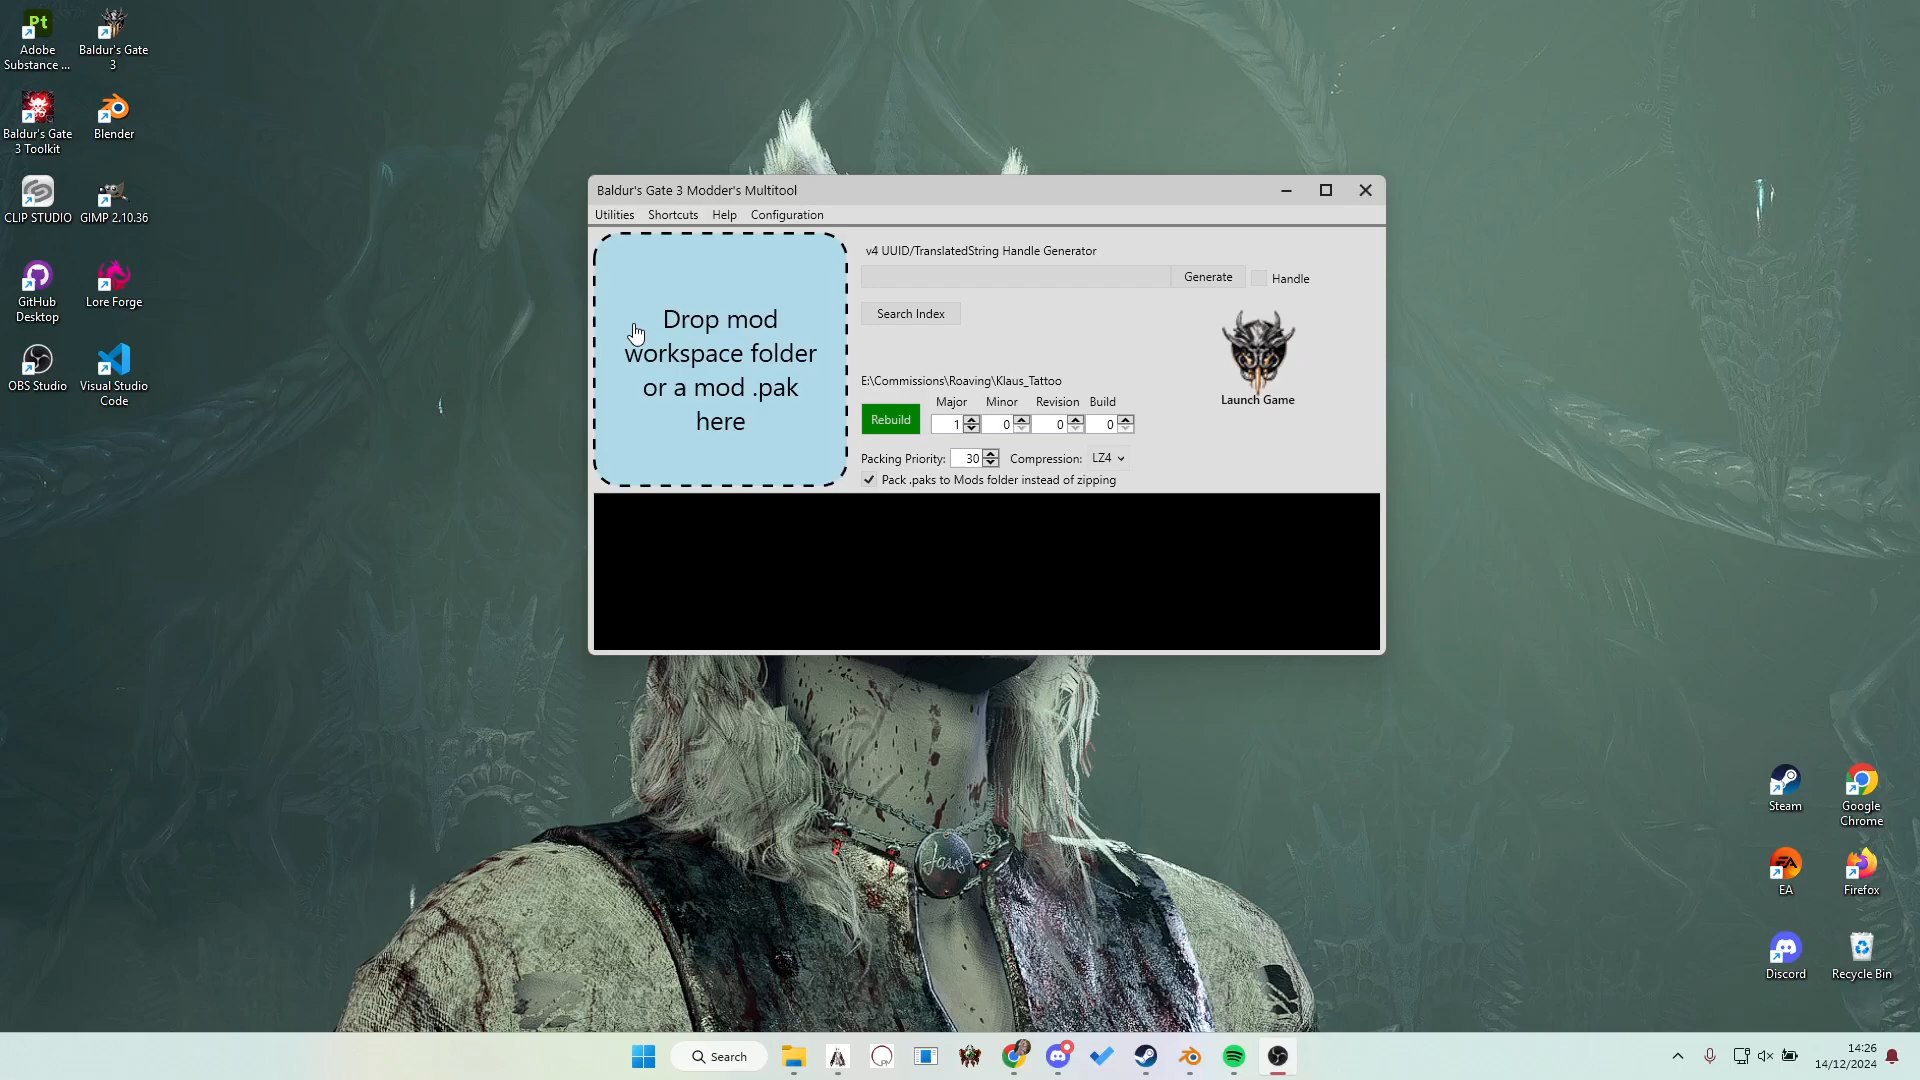 Pt
Adobe
Substance ...
Baldur's Gate
3
Baldur's Gate
3 Toolkit
Blender
CLIP STUDIO
GIMP 2.10.36
GitHub
Desktop
Lore Forge
OBS Studio
Visual Studio
Code
Baldur's Gate 3 Modder's Multitool
Utilities Shortcuts Help Configuration
Drop mod
workspace folder
or a mod .pak
here
v4 UUID/TranslatedString Handle Generator
Generate Handle
Search Index
Launch Game
E:\Commissions\Roaving\Klaus_Tattoo
Major Minor Revision Build
Rebuild 1 0 0 0
Packing Priority: 30 Compression: LZ4
Pack .paks to Mods folder instead of zipping
Steam
Google
Chrome
EA
EA
Firefox
Discord
Recycle Bin
Search
14:26
14/12/2024